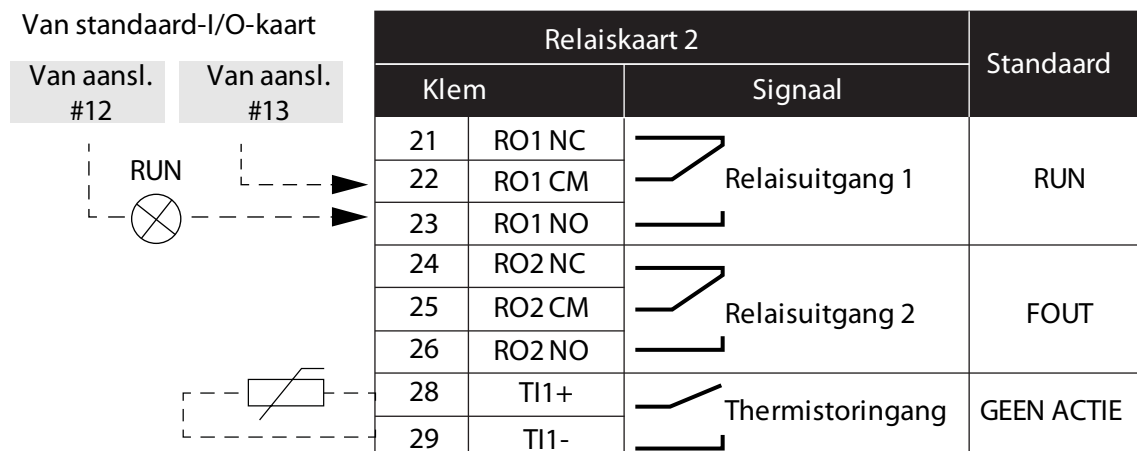 Van standaard-I/O-kaart
Van aansl.
#12
Van aansl.
#13
RUN
Relaiskaart 2
Standaard
Klem
Signaal
21 RO1 NC
22 RO1 CM Relaisuitgang 1 RUN
23 RO1 NO
24 RO2 NC
25 RO2 CM Relaisuitgang 2 FOUT
26 RO2 NO
28 TI1+ Thermistoringang GEEN ACTIE
29 TI1-